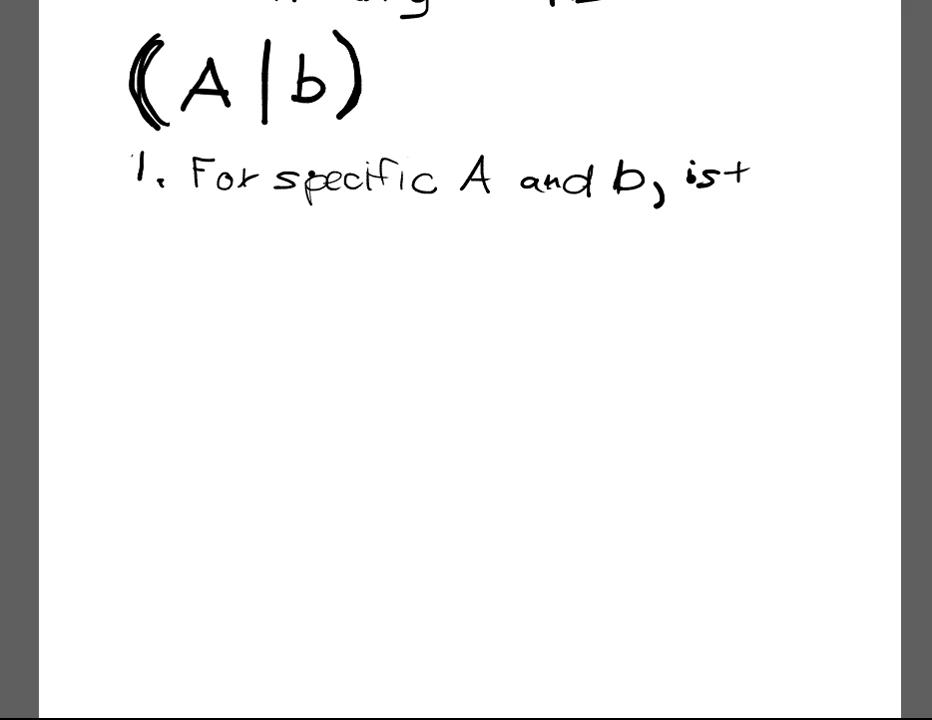 (A|b)
1. For specific A and b, ist